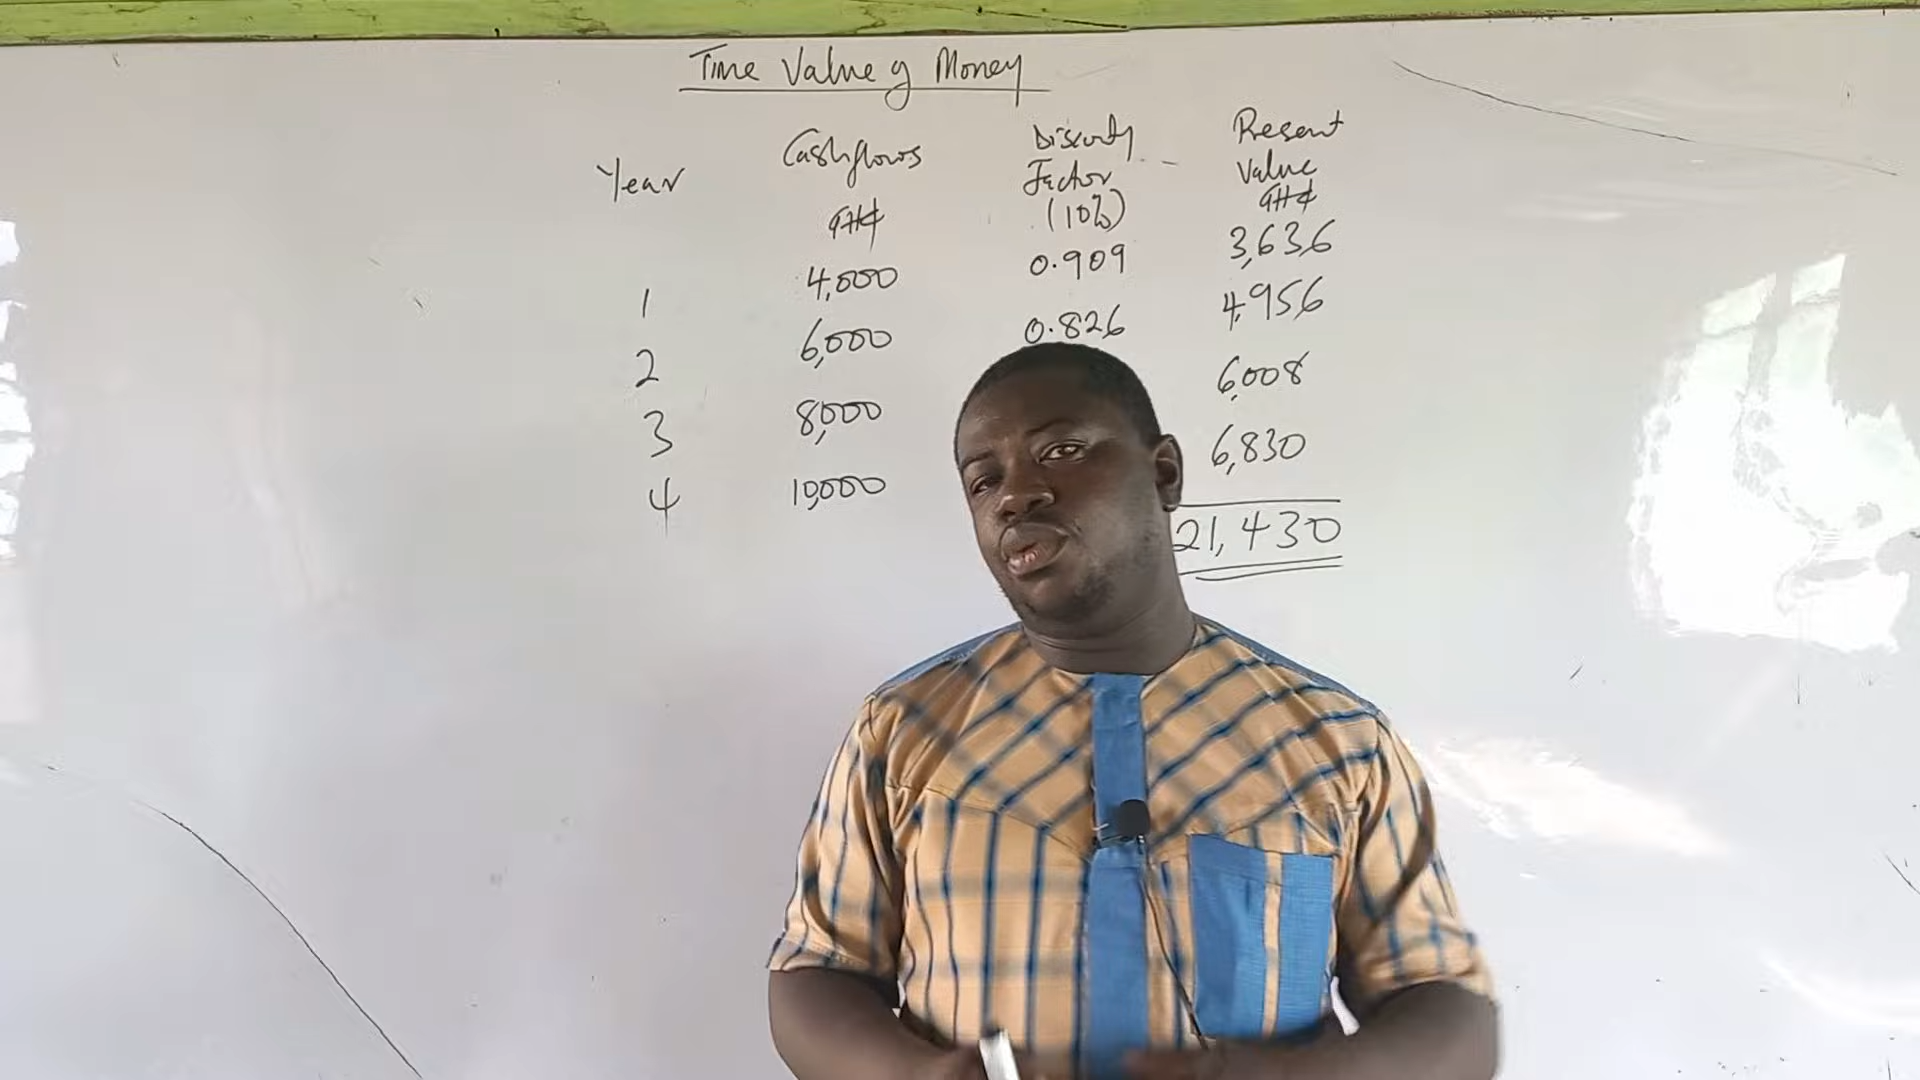 Time Value of Money
Year Cashflows Discounting Factor (10%) Present Value
GH¢ GH¢
1 4,000 0.909 3,636
2 6,000 0.826 4,956
3 8,000 6,008
4 10,000 6,830
21,430